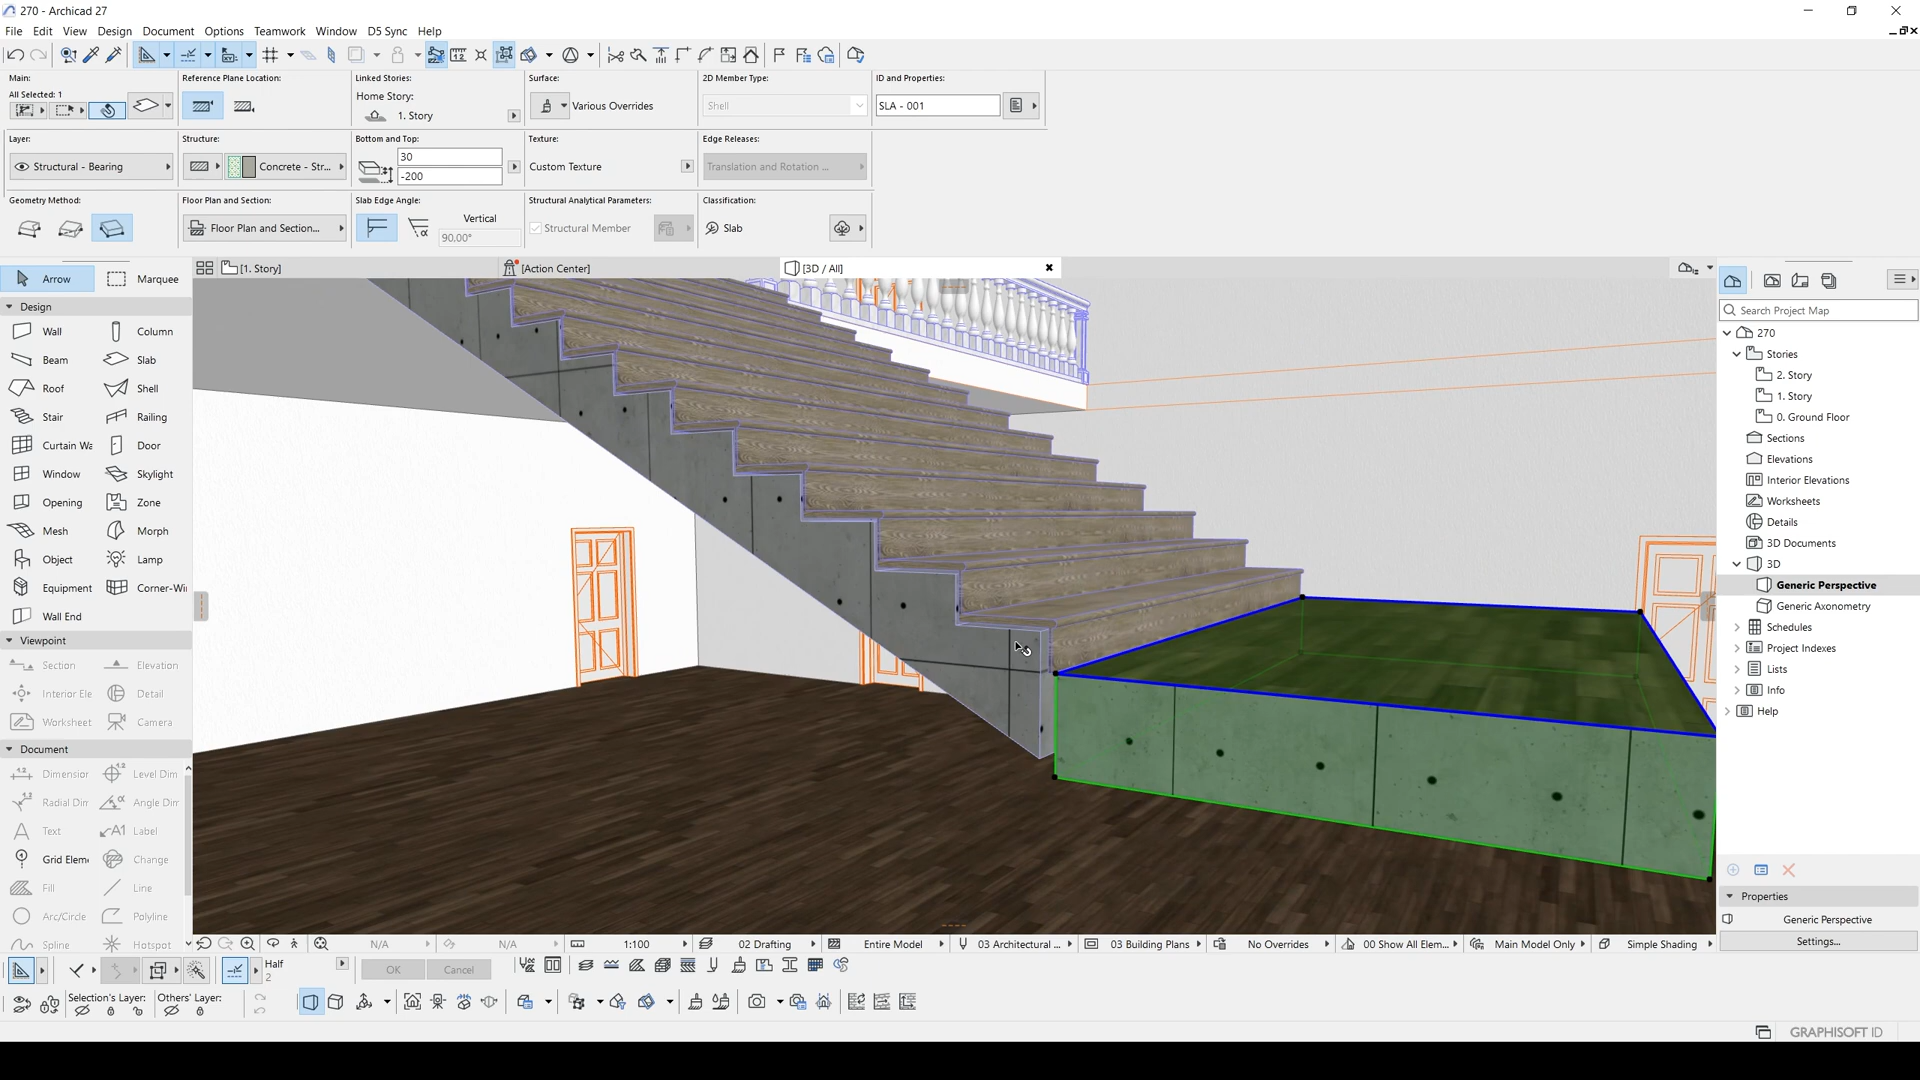 270 - Archicad 27
File Edit View Design Document Options Teamwork Window D5 Sync Help
Main:
All Selected: 1
Reference Plane Location:
Linked Stories:
Home Story:
1. Story
Surface:
Various Overrides
2D Member Type:
Shell
ID and Properties:
SLA - 001
Layer:
Structural - Bearing
Structure:
Concrete - Str...
Bottom and Top:
30
-200
Texture:
Custom Texture
Edge Releases:
Translation and Rotation ...
Geometry Method:
Floor Plan and Section:
Floor Plan and Section...
Slab Edge Angle:
Vertical
90,00°
Structural Analytical Parameters:
Structural Member
Classification:
Slab
[1. Story]
[Action Center]
[3D / All]
Arrow Marquee
Design
Wall Column
Beam Slab
Roof Shell
Stair Railing
Curtain Wa Door
Window Skylight
Opening Zone
Mesh Morph
Object Lamp
Equipment Corner-Wi
Wall End
Viewpoint
Section Elevation
Interior Ele Detail
Worksheet Camera
Document
Dimension Level Dim
Radial Dim Angle Dim
Text Label
Grid Elem Change
Fill Line
Arc/Circle Polyline
Spline Hotspot
Search Project Map
270
Stories
2. Story
1. Story
0. Ground Floor
Sections
Elevations
Interior Elevations
Worksheets
Details
3D Documents
3D
Generic Perspective
Generic Axonometry
Schedules
Project Indexes
Lists
Info
Help
Properties
Generic Perspective
Settings...
N/A N/A 1:100 02 Drafting Entire Model 03 Architectural ... 03 Building Plans No Overrides 00 Show All Elem... Main Model Only Simple Shading
Half
2
OK Cancel
Selection's Layer: Others' Layer:
GRAPHISOFT ID